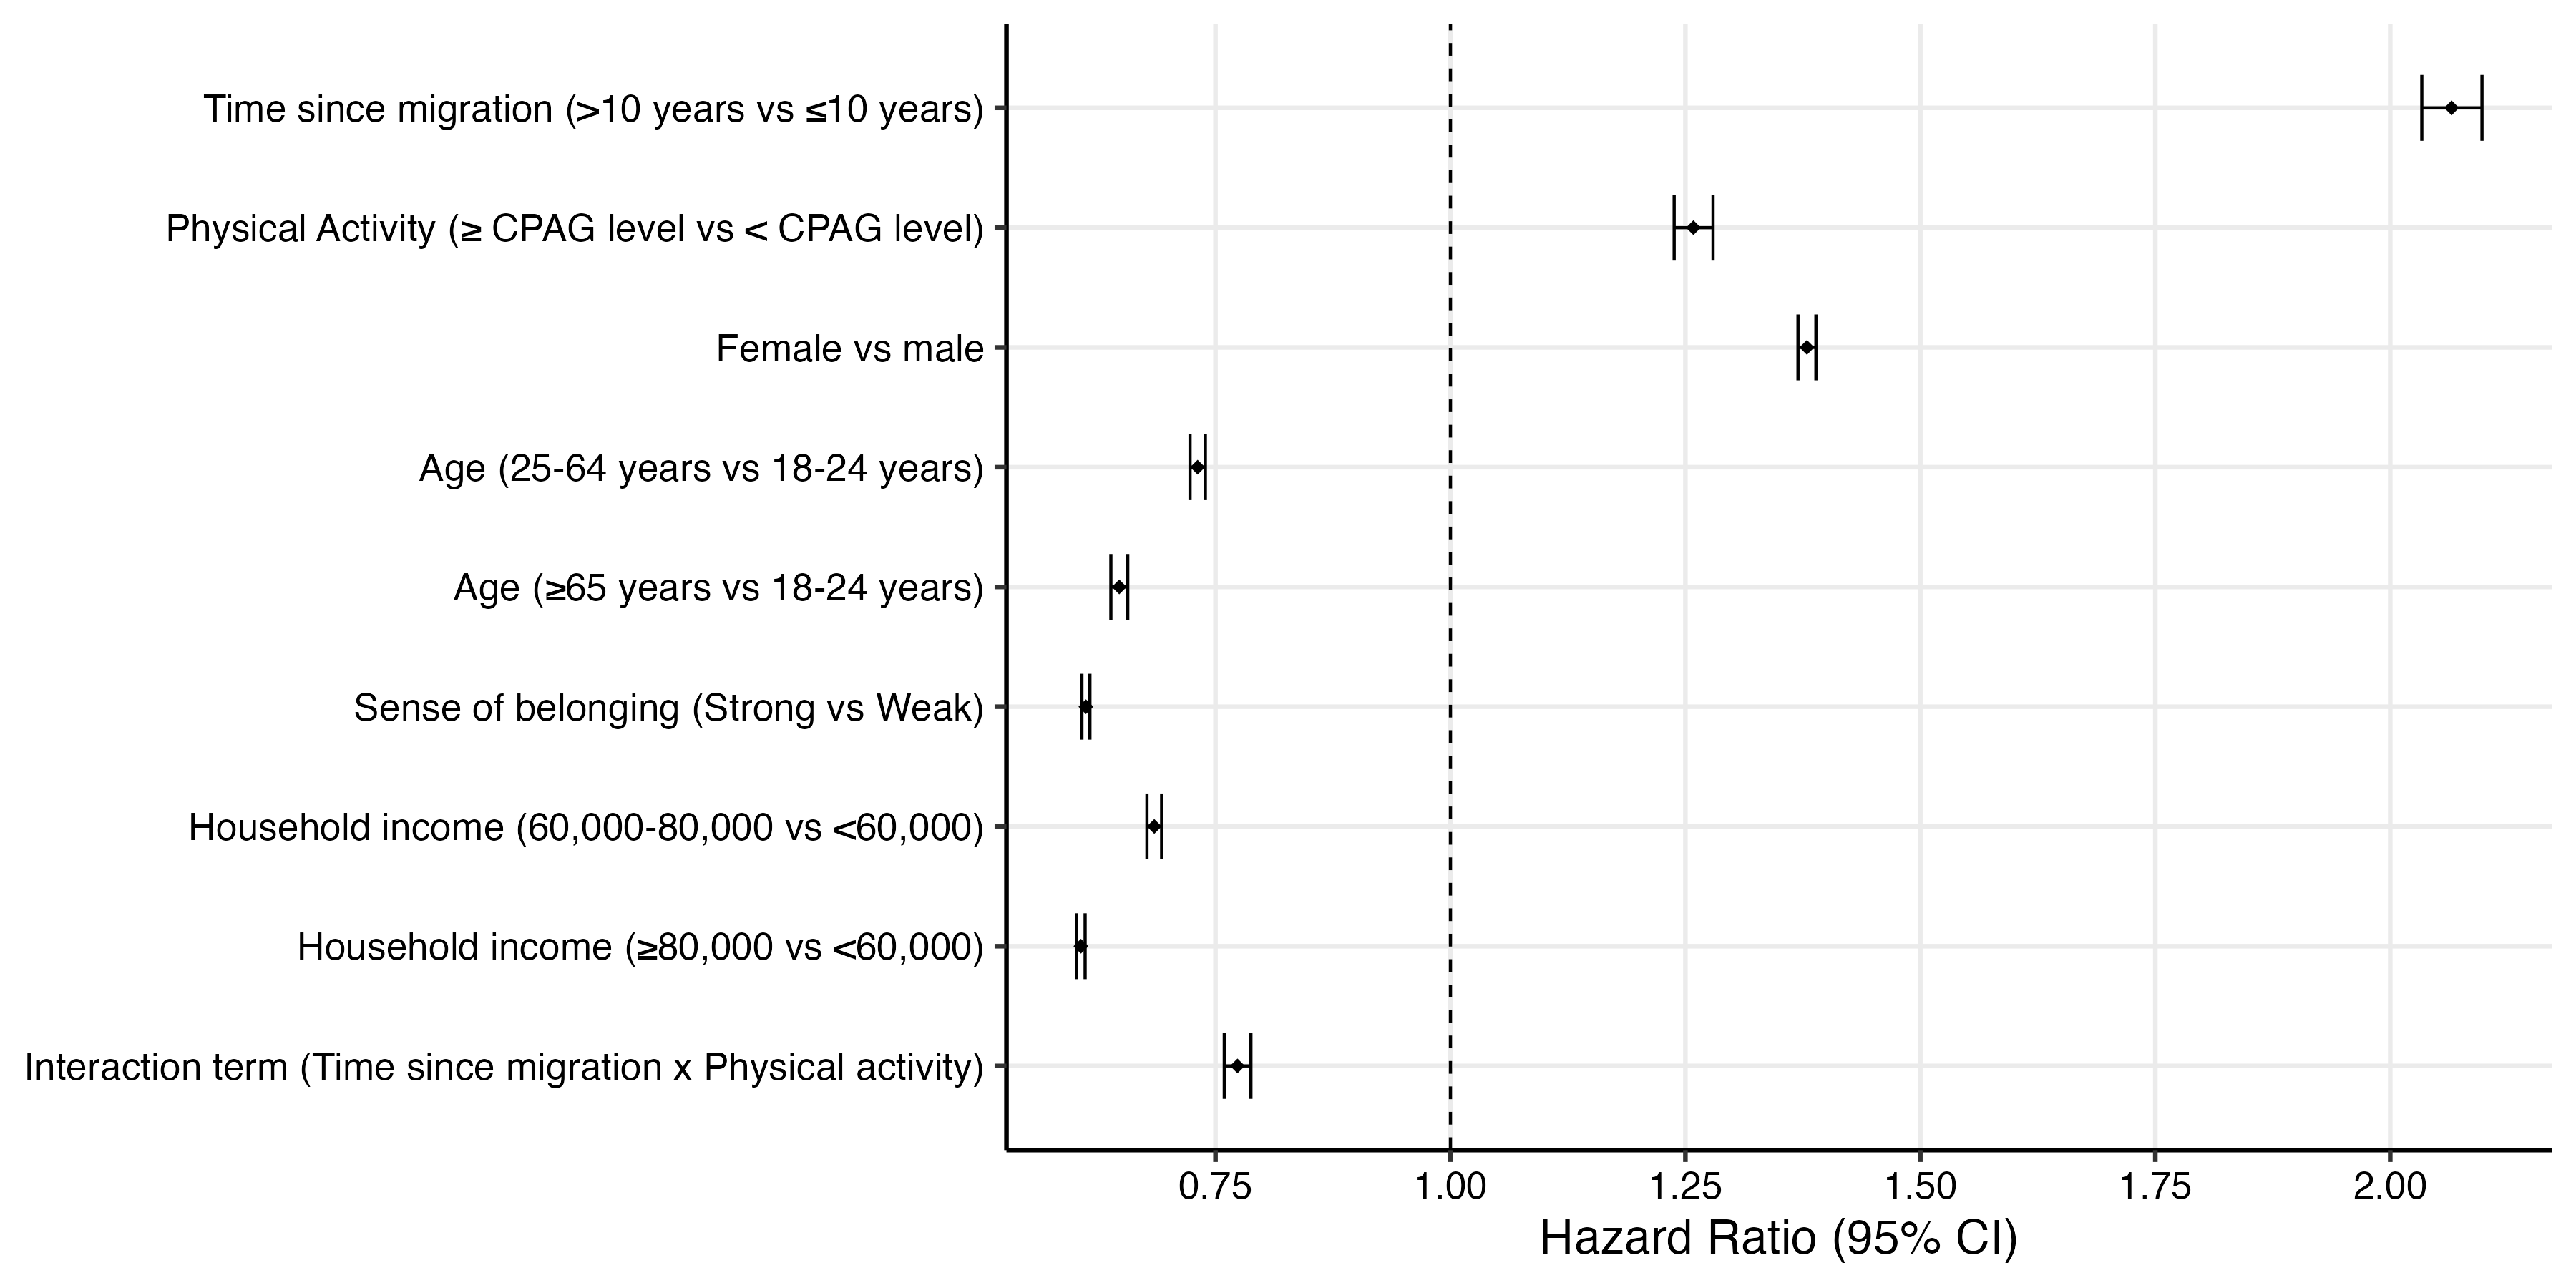 Time since migration (>10 years vs ≤10 years)
Physical Activity (≥ CPAG level vs < CPAG level)
Female vs male
Age (25-64 years vs 18-24 years)
Age (≥65 years vs 18-24 years)
Sense of belonging (Strong vs Weak)
Household income (60,000-80,000 vs <60,000)
Household income (≥80,000 vs <60,000)
Interaction term (Time since migration x Physical activity)
0.75 1.00 1.25 1.50 1.75 2.00
Hazard Ratio (95% CI)